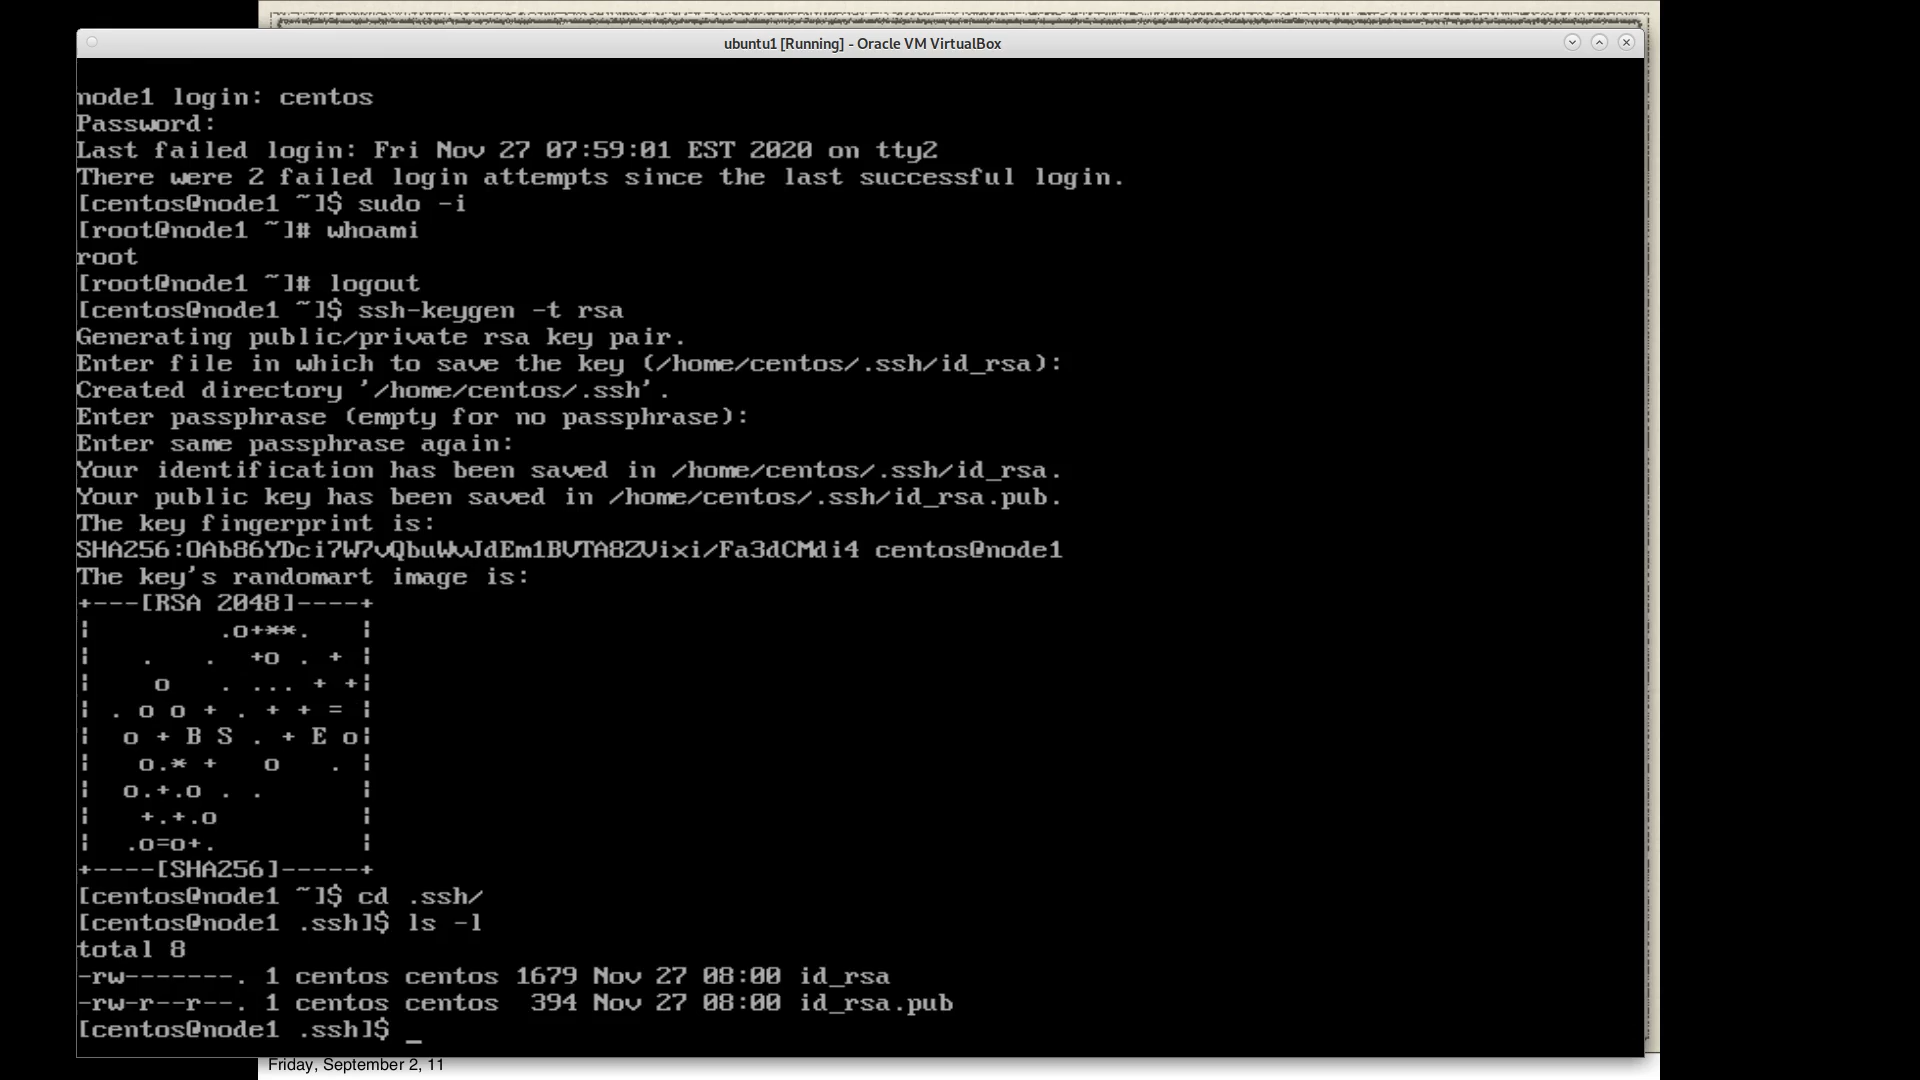 ubuntu1 [Running] - Oracle VM VirtualBox
node1 login: centos
Password:
Last failed login: Fri Nov 27 07:59:01 EST 2020 on tty2
There were 2 failed login attempts since the last successful login.
[centos@node1 ~]$ sudo -i
[root@node1 ~]# whoami
root
[root@node1 ~]# logout
[centos@node1 ~]$ ssh-keygen -t rsa
Generating public/private rsa key pair.
Enter file in which to save the key (/home/centos/.ssh/id_rsa):
Created directory '/home/centos/.ssh'.
Enter passphrase (empty for no passphrase):
Enter same passphrase again:
Your identification has been saved in /home/centos/.ssh/id_rsa.
Your public key has been saved in /home/centos/.ssh/id_rsa.pub.
The key fingerprint is:
SHA256:OAb86YDci7W7vQbuWvJdEm1BVTA8ZVixi/Fa3dCMdi4 centos@node1
The key's randomart image is:
+---[RSA 2048]----+
|        .o+**.   |
|   .   .  +o . + |
|    o   . ... + +|
| . o o + . + + = |
|  o + B S . + E o|
|   o.* +   o   . |
|  o.+.o . .      |
|   +.+.o         |
|  .o=o+.         |
+----[SHA256]-----+
[centos@node1 ~]$ cd .ssh/
[centos@node1 .ssh]$ ls -l
total 8
-rw-------. 1 centos centos 1679 Nov 27 08:00 id_rsa
-rw-r--r--. 1 centos centos  394 Nov 27 08:00 id_rsa.pub
[centos@node1 .ssh]$ _
Friday, September 2, 11